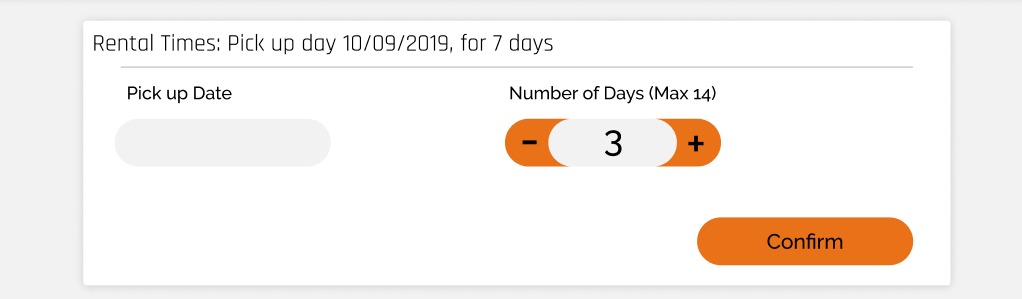 Rental Times: Pick up day 10/09/2019, for 7 days
Pick up Date
Number of Days (Max 14)
- 3 +
Confirm